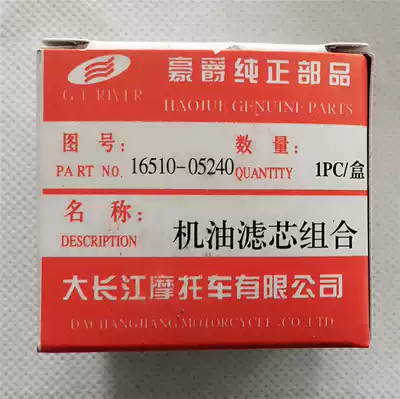 豪爵纯正部品
G.J. RIVER
HAOJUE GENUINE PARTS
图号: 数量:
PART NO. 16510-05240 QUANTITY 1PC/盒
名称:
DESCRIPTION 机油滤芯组合
大长江摩托车有限公司
DACHANGJIANG MOTORCYCLE CO.,LTD